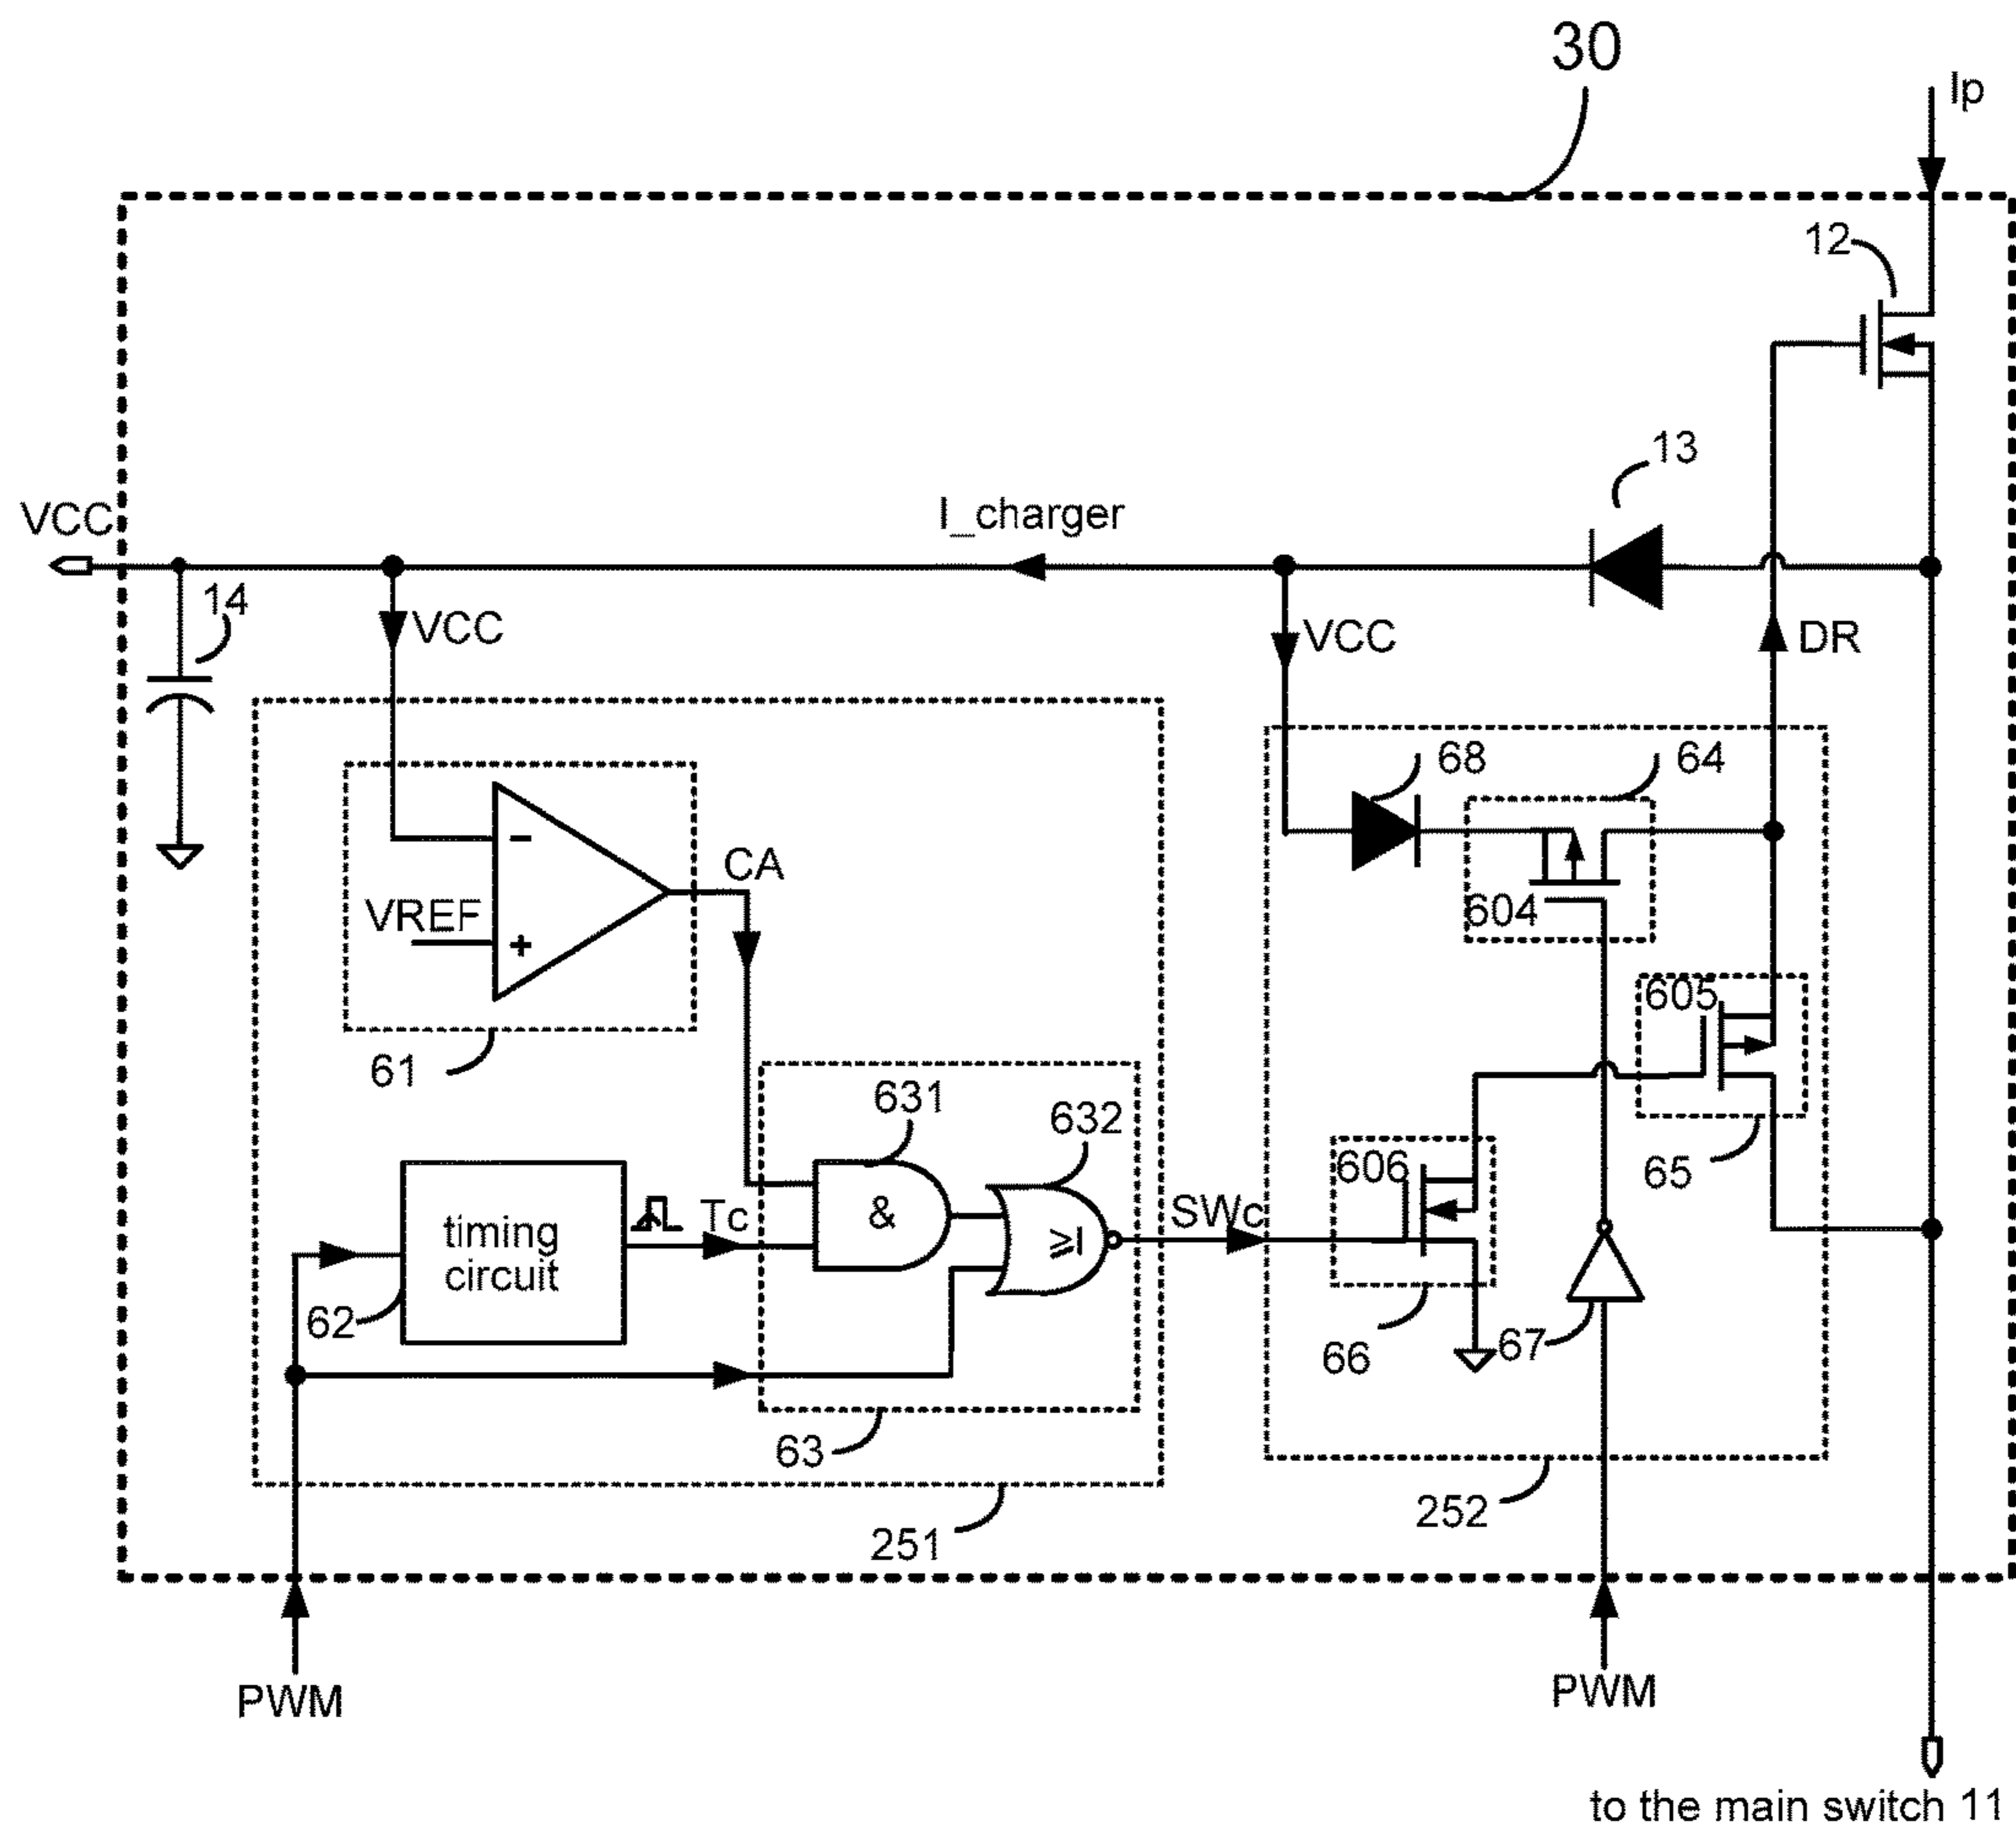 30
Ip
12
13
VCC
I_charger
14
VCC
VCC
DR
68
64
CA
VREF
-
+
604
605
61
631
632
606
65
timing
circuit
Tc
&
≥1
SWc
62
66
67
63
252
251
PWM
PWM
to the main switch 11